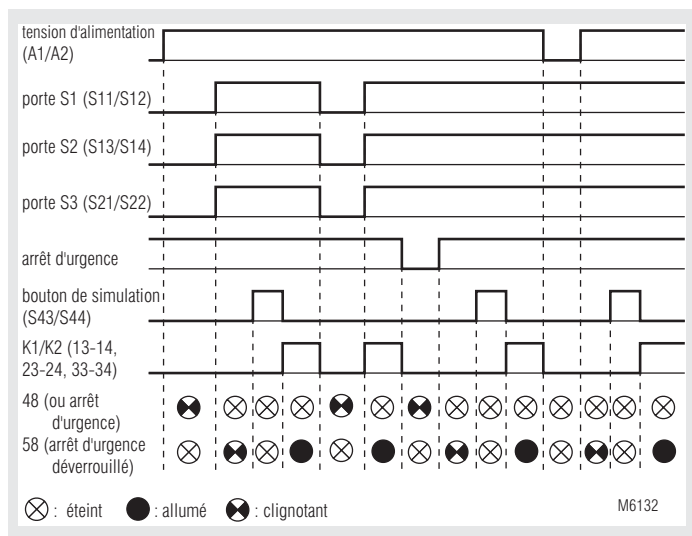 tension d'alimentation
(A1/A2)
porte S1 (S11/S12)
porte S2 (S13/S14)
porte S3 (S21/S22)
arrêt d'urgence
bouton de simulation
(S43/S44)
K1/K2 (13-14,
23-24, 33-34)
48 (ou arrêt
d'urgence)
58 (arrêt d'urgence
déverrouillé)
: éteint
: allumé
: clignotant
M6132